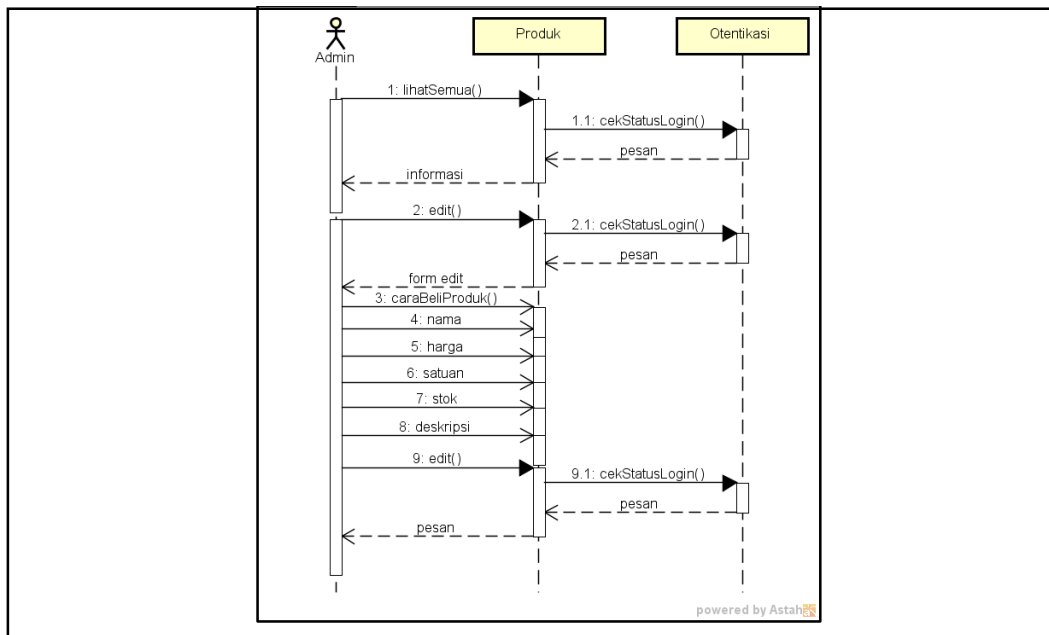 Produk
Otentikasi
Admin
1: lihatSemua()
1.1: cekStatusLogin()
pesan
informasi
2: edit()
2.1: cekStatusLogin()
pesan
form edit
3: caraBeliProduk()
4: nama
5: harga
6: satuan
7: stok
8: deskripsi
9: edit()
9.1: cekStatusLogin()
pesan
pesan
powered by Astah